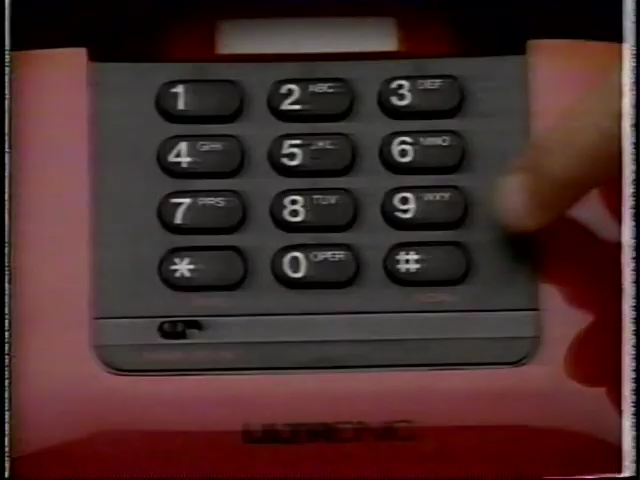 1 2 ABC 3 DEF
4 GHI 5 JKL 6 MNO
7 PRS 8 TUV 9 WXY
* 0 OPER #